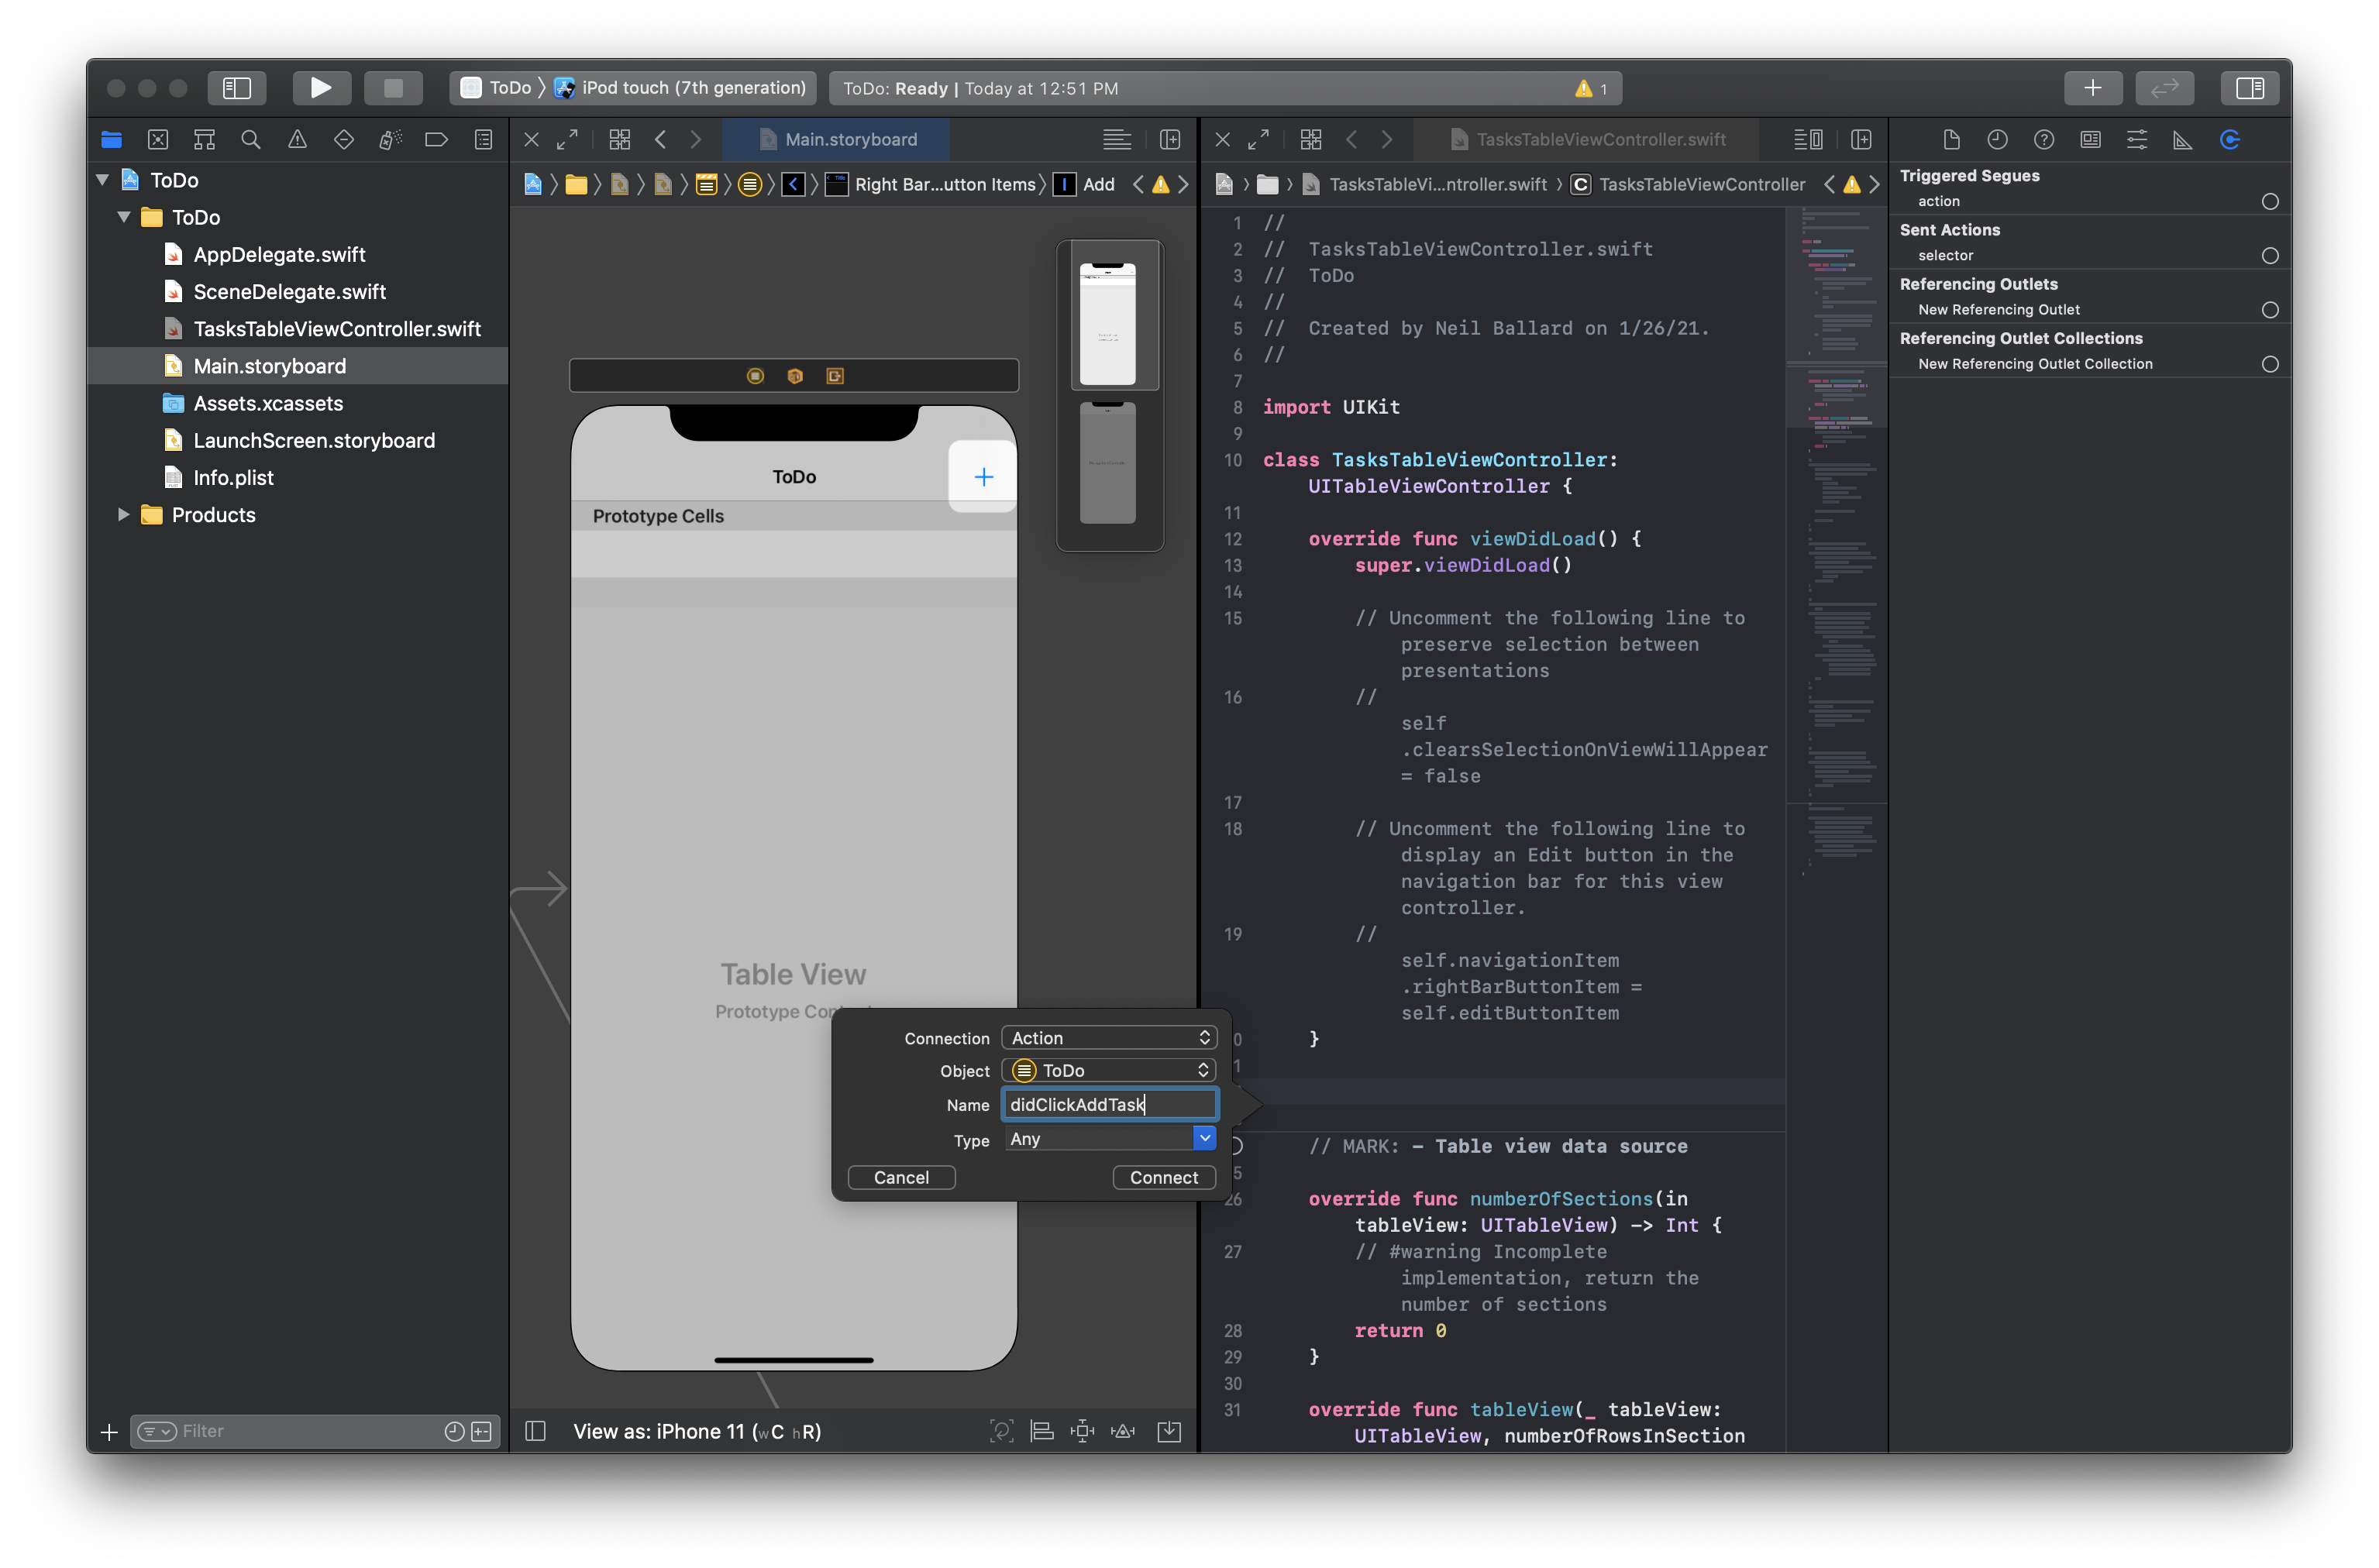 ToDo
iPod touch (7th generation)
ToDo: Ready | Today at 12:51 PM
1
Main.storyboard
TasksTableViewController.swift
Right Bar...utton Items
Add
TasksTableVi...ntroller.swift
TasksTableViewController
ToDo
ToDo
AppDelegate.swift
SceneDelegate.swift
TasksTableViewController.swift
Main.storyboard
Assets.xcassets
LaunchScreen.storyboard
Info.plist
Products
Filter
ToDo
Prototype Cells
Table View
View as: iPhone 11 (wC hR)
Connection Action
Object ToDo
Name didClickAddTask
Type Any
Cancel Connect
1 //
2 // TasksTableViewController.swift
3 // ToDo
4 //
5 // Created by Neil Ballard on 1/26/21.
6 //
7
8 import UIKit
9
10 class TasksTableViewController:
UITableViewController {
11
12 override func viewDidLoad() {
13 super.viewDidLoad()
14
15 // Uncomment the following line to
preserve selection between
presentations
16 //
self
.clearsSelectionOnViewWillAppear
= false
17
18 // Uncomment the following line to
display an Edit button in the
navigation bar for this view
controller.
19 //
self.navigationItem
.rightBarButtonItem =
self.editButtonItem
0 }
1
// MARK: - Table view data source
5
26 override func numberOfSections(in
tableView: UITableView) -> Int {
27 // #warning Incomplete
implementation, return the
number of sections
28 return 0
29 }
30
31 override func tableView(_ tableView:
UITableView, numberOfRowsInSection
Triggered Segues
action
Sent Actions
selector
Referencing Outlets
New Referencing Outlet
Referencing Outlet Collections
New Referencing Outlet Collection